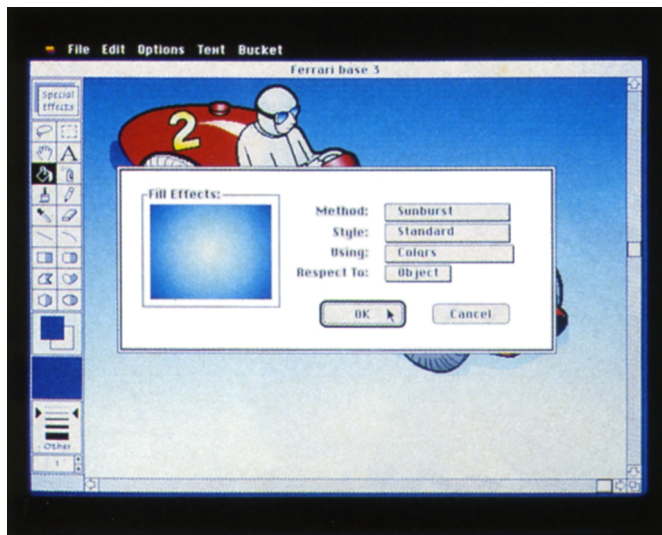 File Edit Options Text Bucket
Ferrari base 3
Special
Effects
2
A
Fill Effects:
Method: Sunburst
Style: Standard
Using: Colors
Respect To: Object
OK Cancel
Other
1